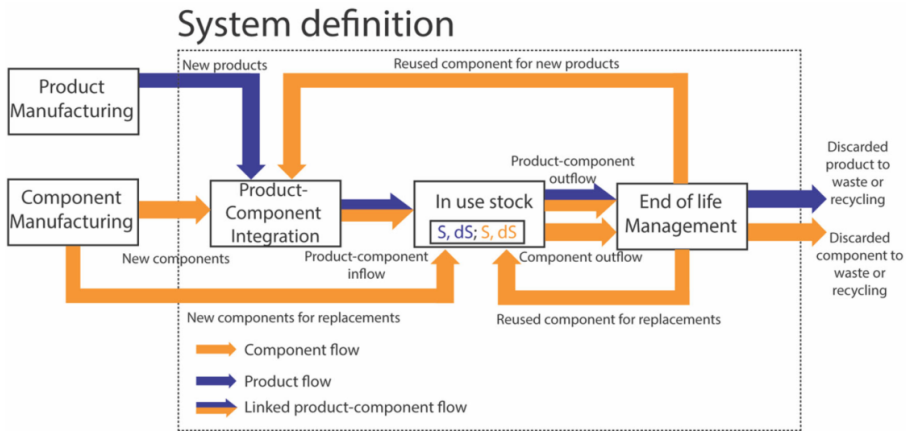 System definition
New products
Reused component for new products
Product
Manufacturing
Discarded
product to
waste or
recycling
Product-component
outflow
Component
Manufacturing
Product-
Component
Integration
In use stock
S, dS; S, dS
End of life
Management
New components
Product-component
inflow
Component outflow
Discarded
component to
waste or
recycling
New components for replacements
Reused component for replacements
Component flow
Product flow
Linked product-component flow